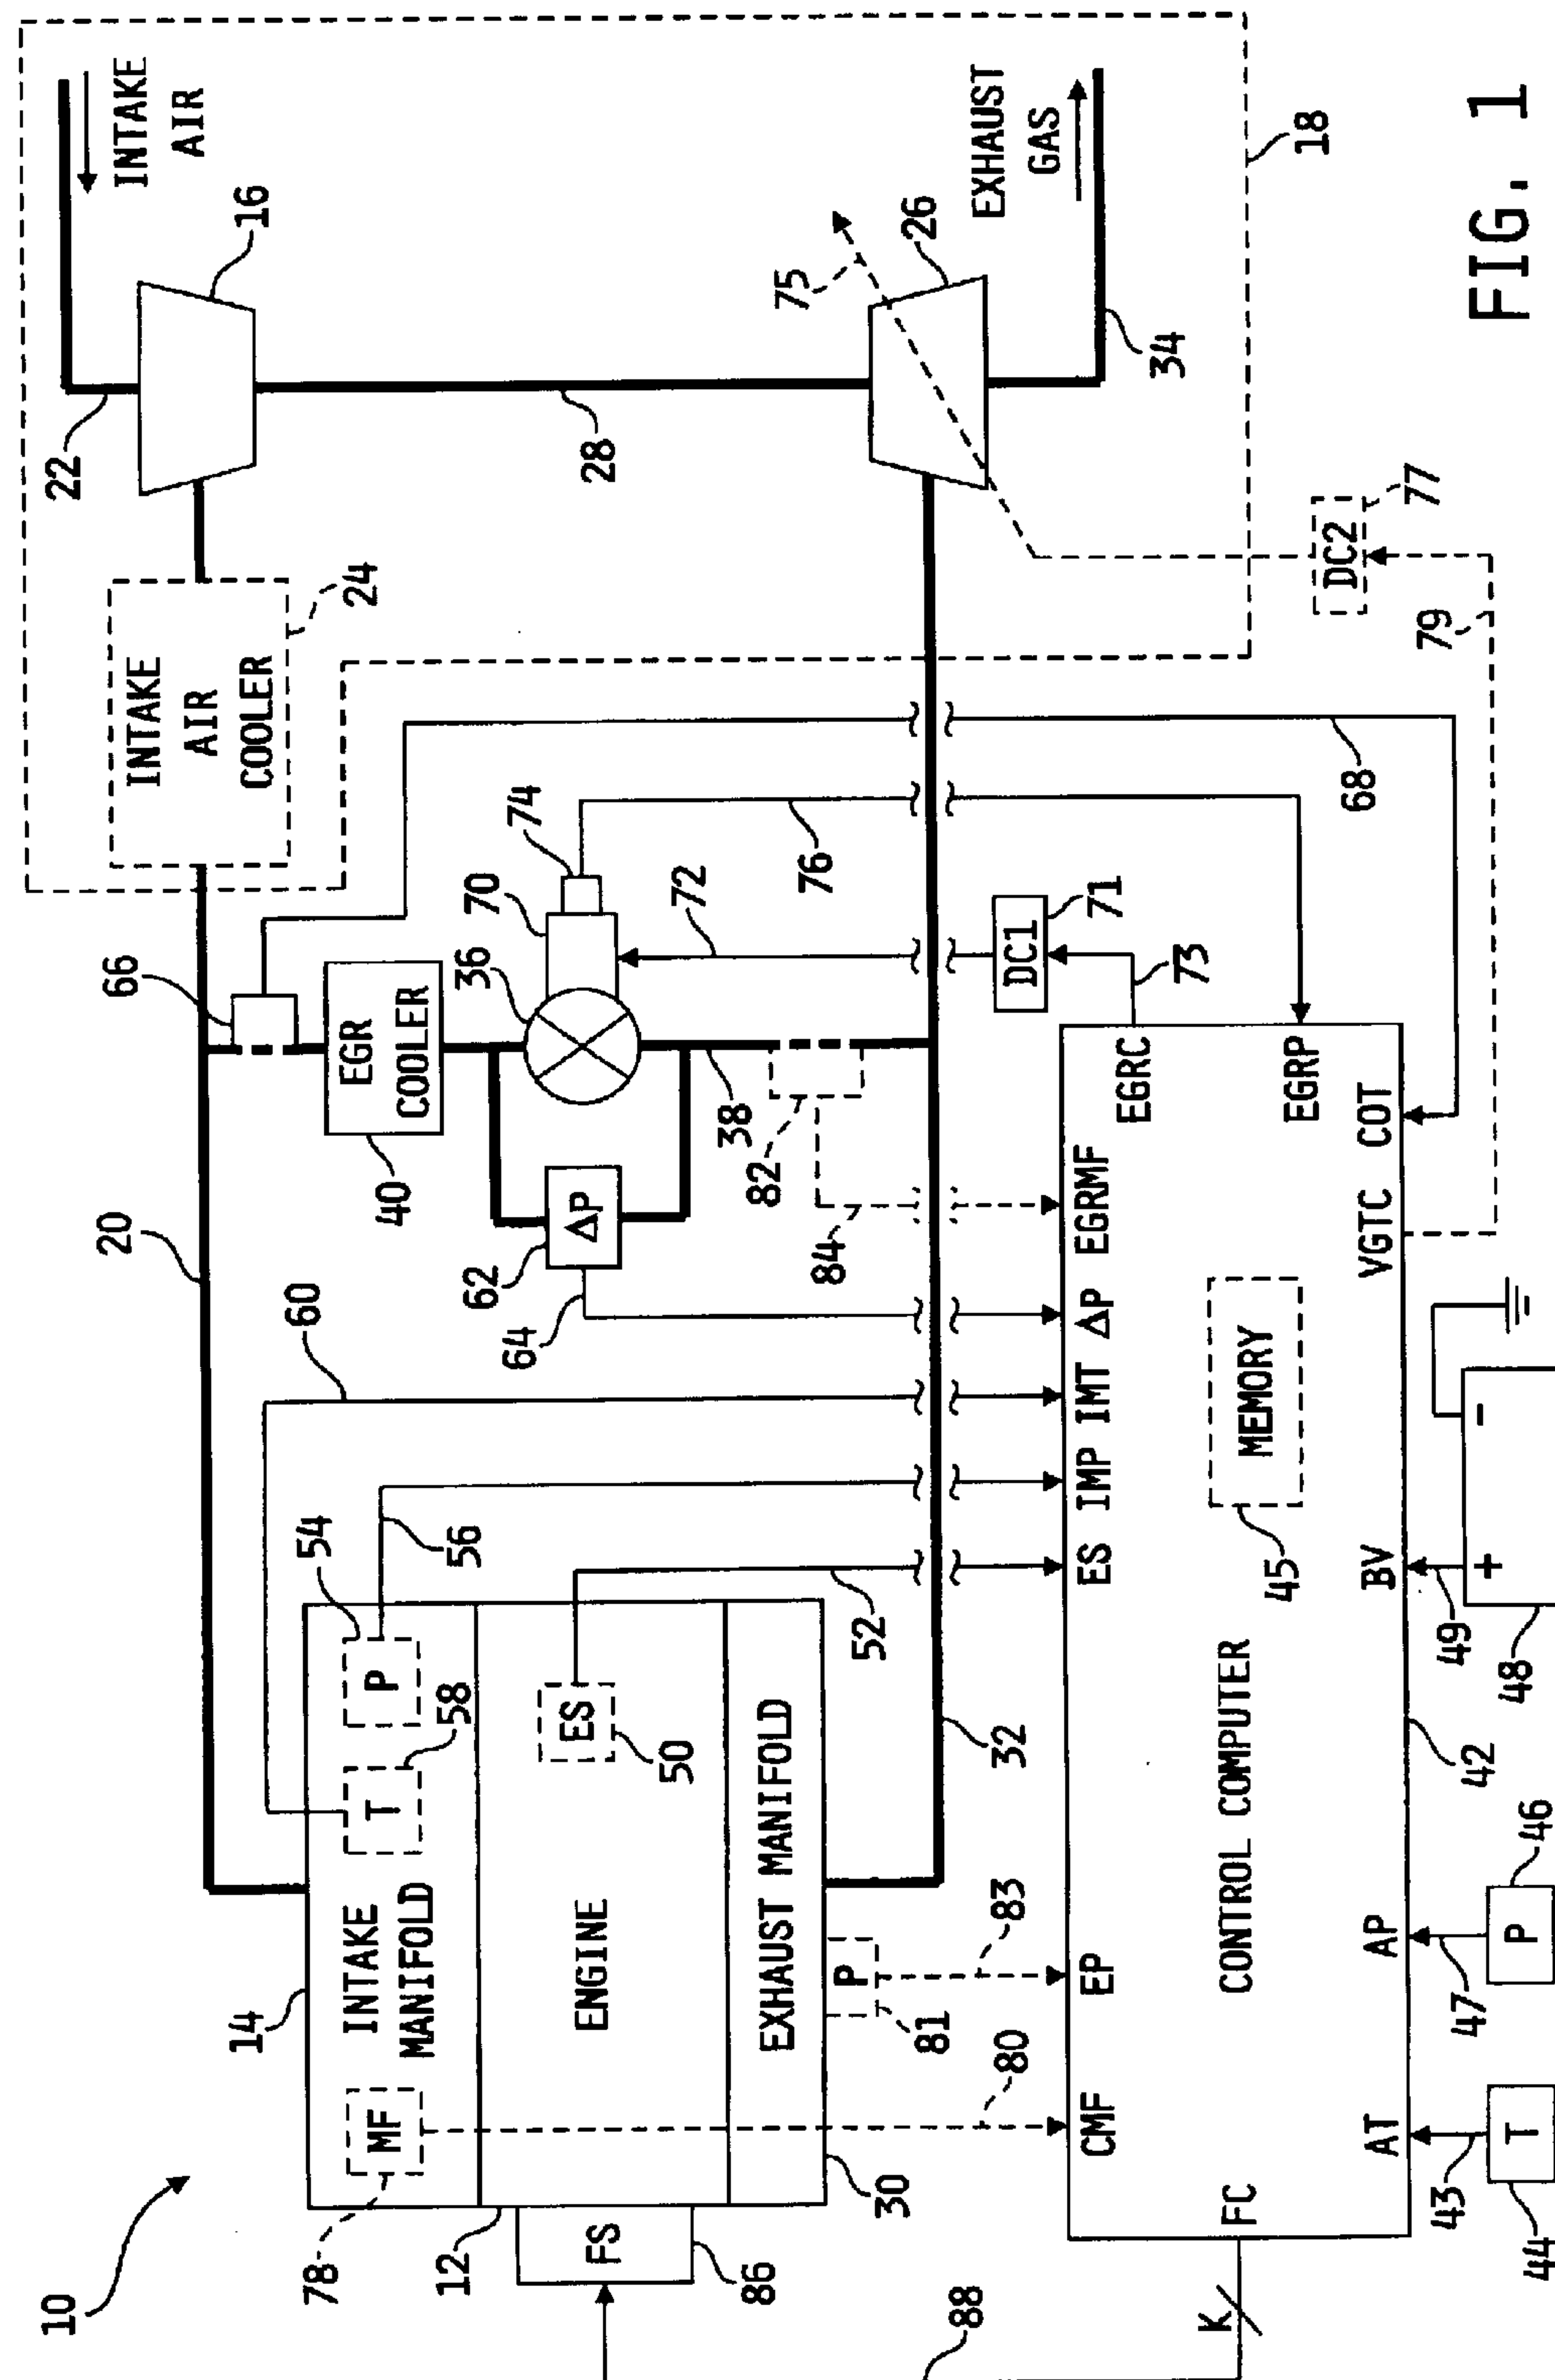 10
14
20
66
INTAKE
AIR
COOLER
24
22
16
INTAKE
AIR
78
MF
INTAKE
MANIFOLD
T
58
P
54
60
56
EGR
COOLER
40
36
70
74
28
12
FS
86
ENGINE
ES
50
52
62
ΔP
64
38
72
76
75
26
EXHAUST
GAS
34
18
30
EXHAUST MANIFOLD
P
81
83
80
32
82
84
DC1
71
73
68
DC2
77
79
88
K
FC
CMF
EP
ES
IMP
IMT
ΔP
EGRMF
EGRC
EGRP
CONTROL COMPUTER
MEMORY
45
AT
AP
BV
VGTC
COT
42
43
T
44
47
P
46
49
48
+
-
FIG. 1